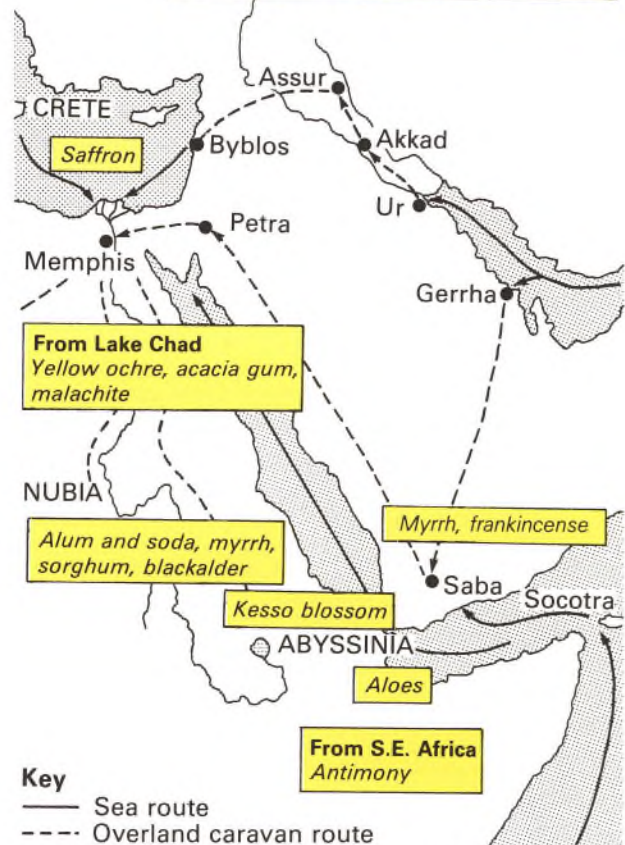 Assur
CRETE
Akkad
Saffron
Byblos
Petra
Ur
Memphis
Gerrha
From Lake Chad
Yellow ochre, acacia gum,
malachite
NUBIA
Myrrh, frankincense
Alum and soda, myrrh,
sorghum, blackalder
Saba
Socotra
Kesso blossom
ABYSSINIA
Aloes
From S.E. Africa
Antimony
Key
Sea route
Overland caravan route